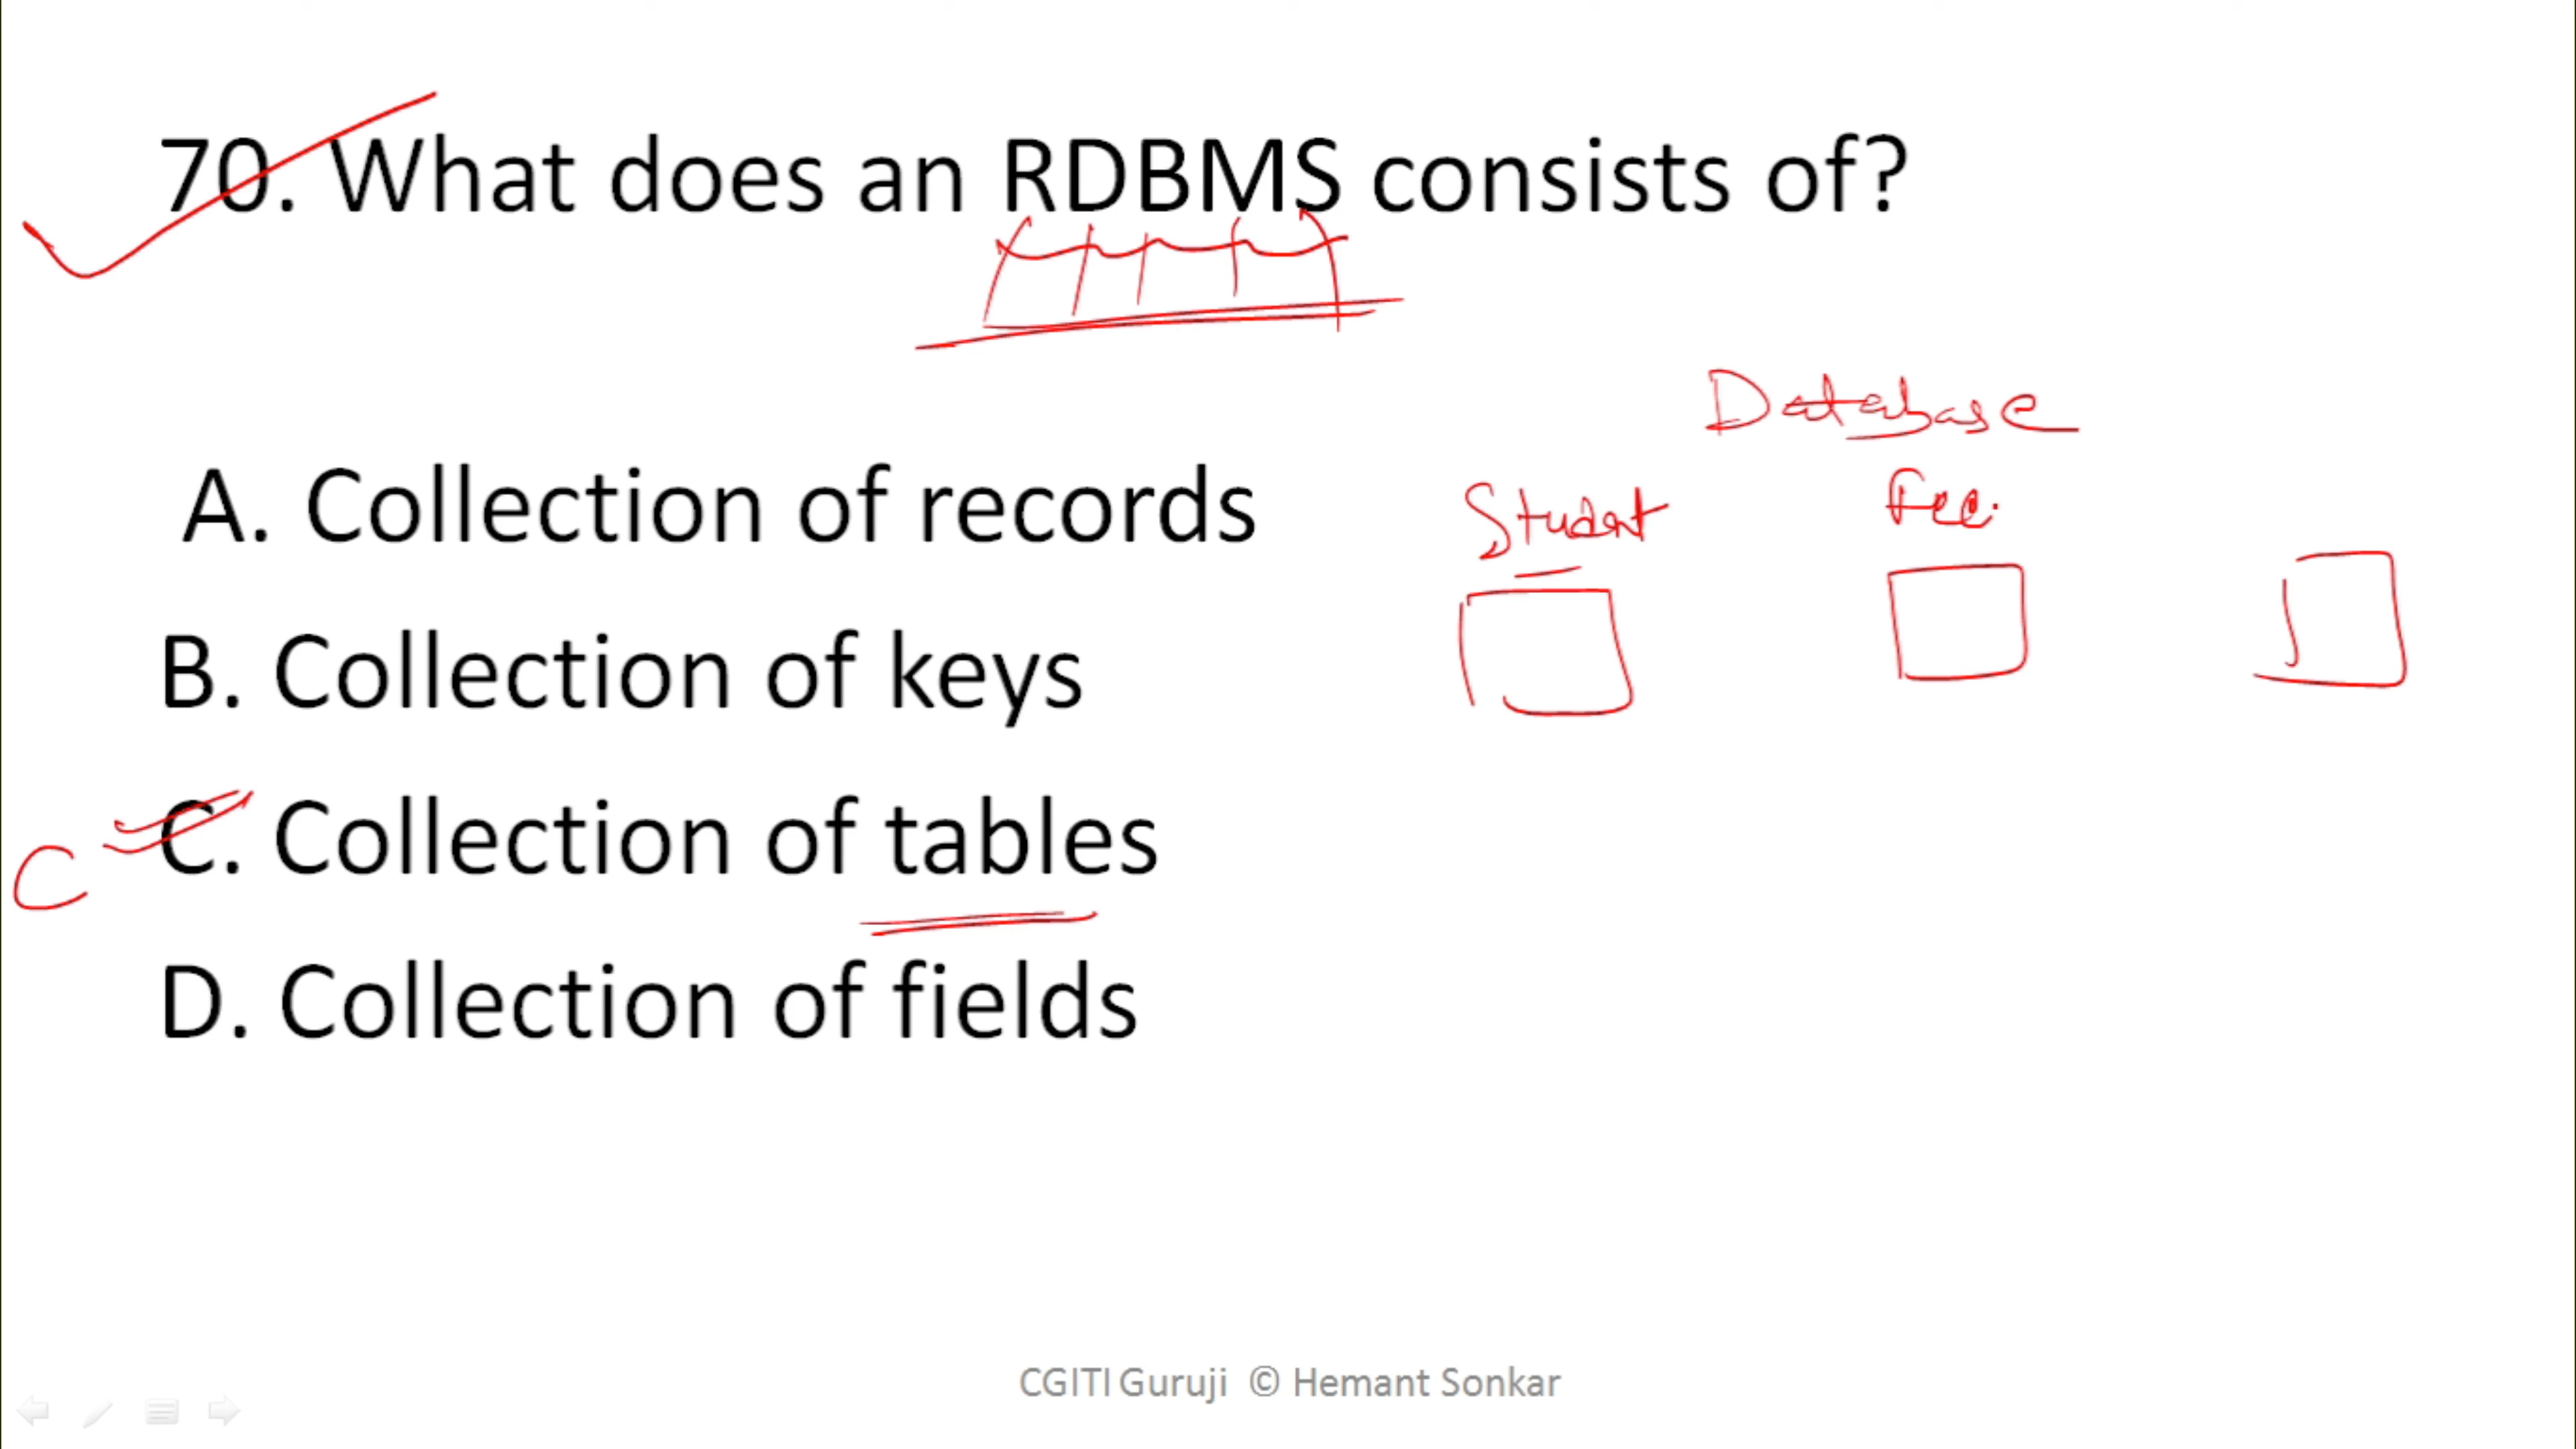 70. What does an RDBMS consists of?
Database
A. Collection of records
Student
Fee.
B. Collection of keys
C C. Collection of tables
D. Collection of fields
CGITI Guruji © Hemant Sonkar